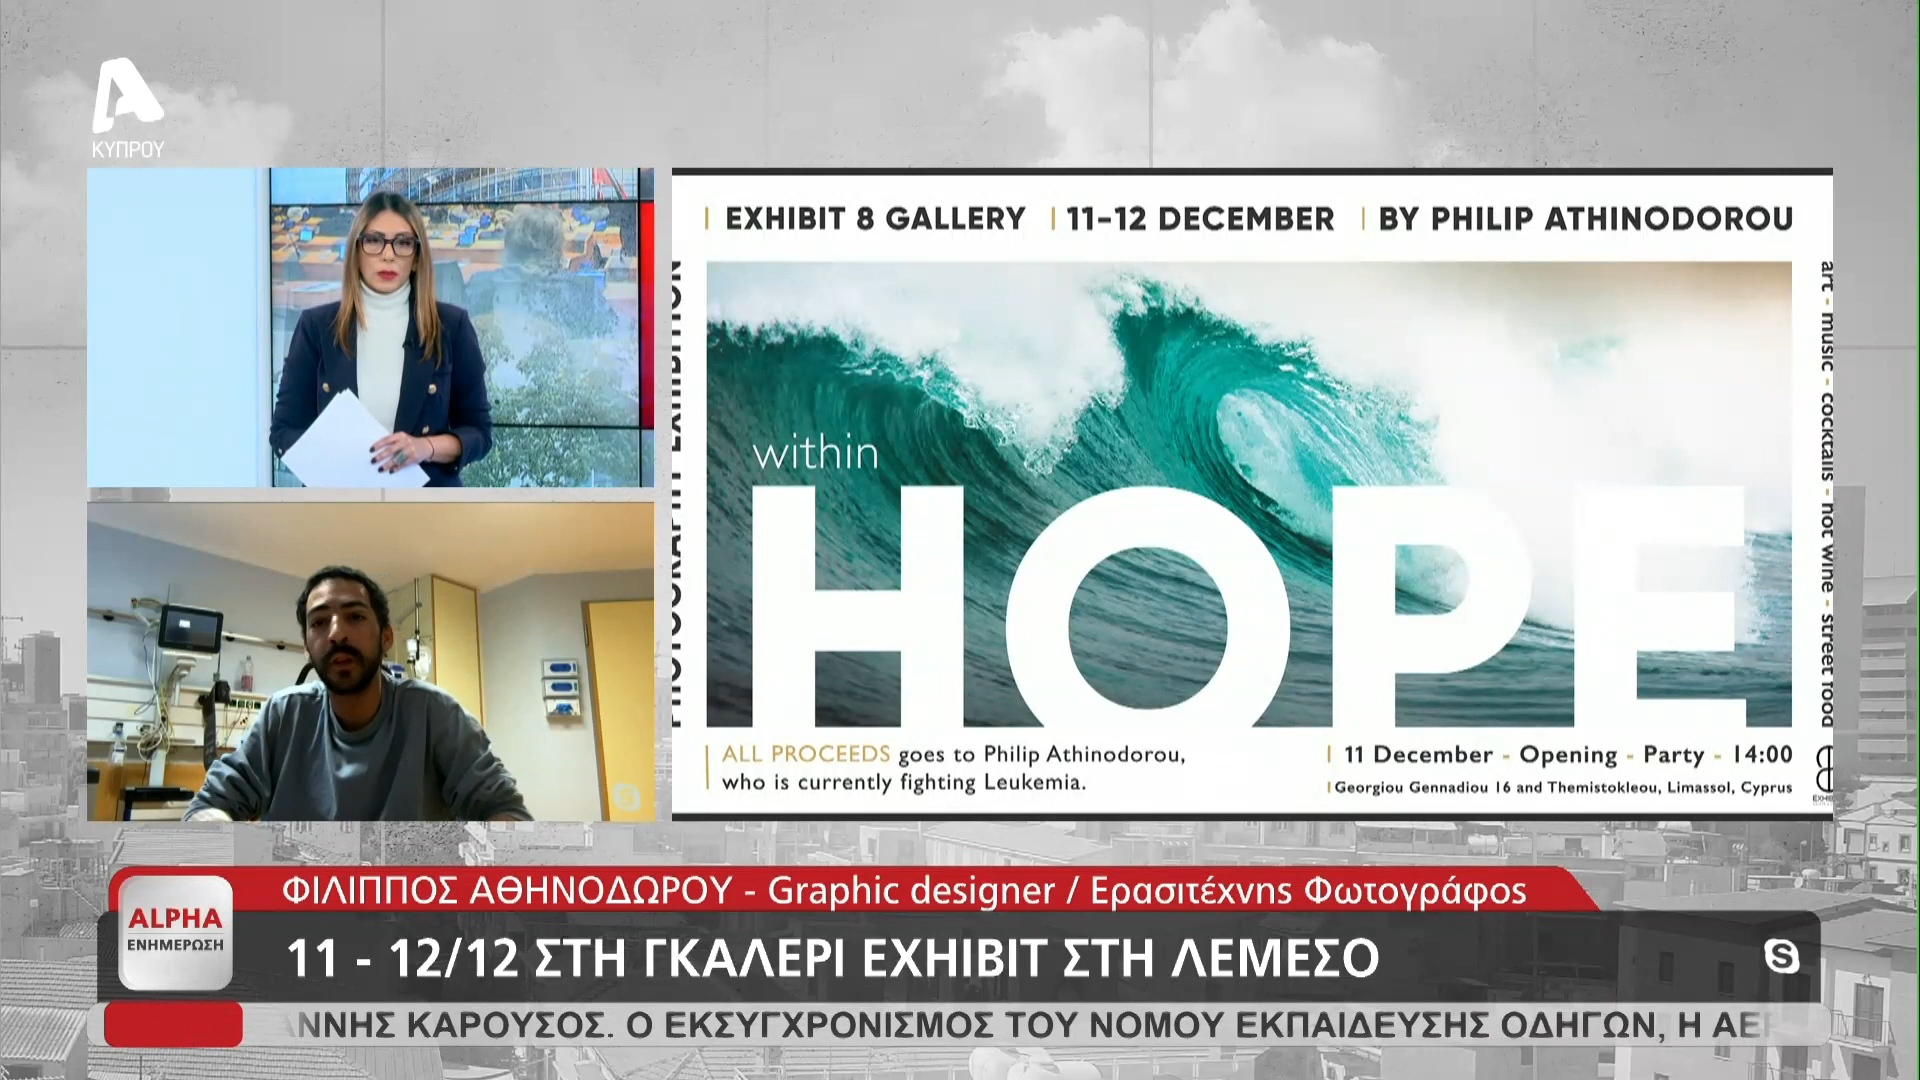 ΚΥΠΡΟΥ
EXHIBIT 8 GALLERY
11-12 DECEMBER
BY PHILIP ATHINODOROU
art - music - cocktails - hot wine - street food
within
HOPE
ALL PROCEEDS goes to Philip Athinodorou,
who is currently fighting Leukemia.
11 December - Opening - Party - 14:00
Georgiou Gennadiou 16 and Themistokleou, Limassol, Cyprus
ΦΙΛΙΠΠΟΣ ΑΘΗΝΟΔΩΡΟΥ - Graphic designer / Ερασιτέχνης Φωτογράφος
ALPHA
ΕΝΗΜΕΡΩΣΗ
11 - 12/12 ΣΤΗ ΓΚΑΛΕΡΙ EXHIBIT ΣΤΗ ΛΕΜΕΣΟ
ΚΑΡΟΥΣΟΣ. Ο ΕΚΣΥΓΧΡΟΝΙΣΜΟΣ ΤΟΥ ΝΟΜΟΥ ΕΚΠΑΙΔΕΥΣΗΣ ΟΔΗΓΩΝ, Η